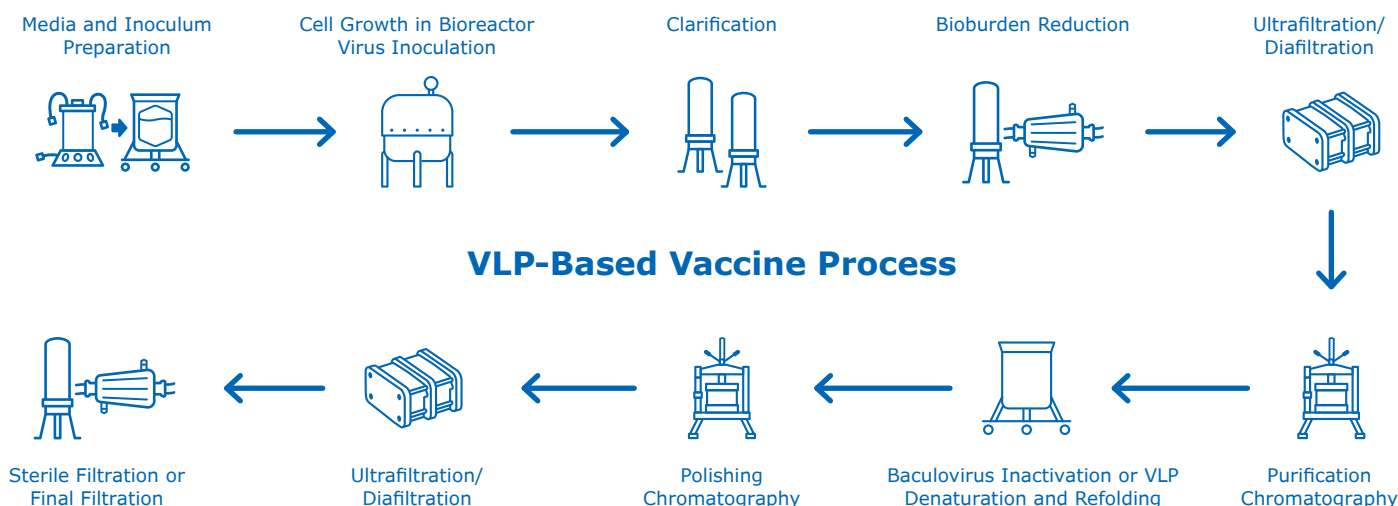 Media and Inoculum
Preparation
Cell Growth in Bioreactor
Virus Inoculation
Clarification
Bioburden Reduction
Ultrafiltration/
Diafiltration
VLP-Based Vaccine Process
Sterile Filtration or
Final Filtration
Ultrafiltration/
Diafiltration
Polishing
Chromatography
Baculovirus Inactivation or VLP
Denaturation and Refolding
Purification
Chromatography